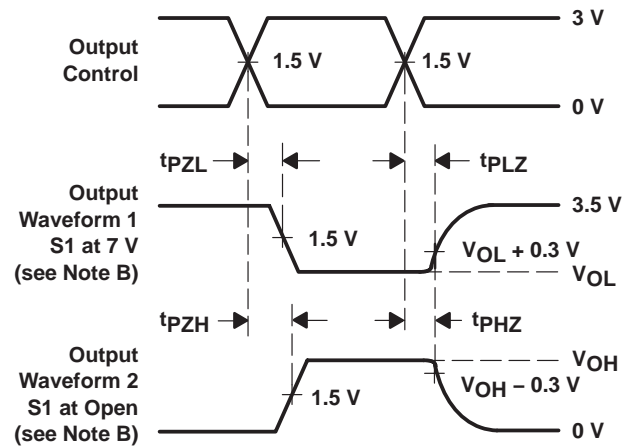 3 V
Output
Control
1.5 V
1.5 V
0 V
tPZL
tPLZ
Output
Waveform 1
S1 at 7 V
(see Note B)
3.5 V
1.5 V
VOL + 0.3 V
VOL
tPZH
tPHZ
Output
Waveform 2
S1 at Open
(see Note B)
VOH
1.5 V
VOH – 0.3 V
0 V